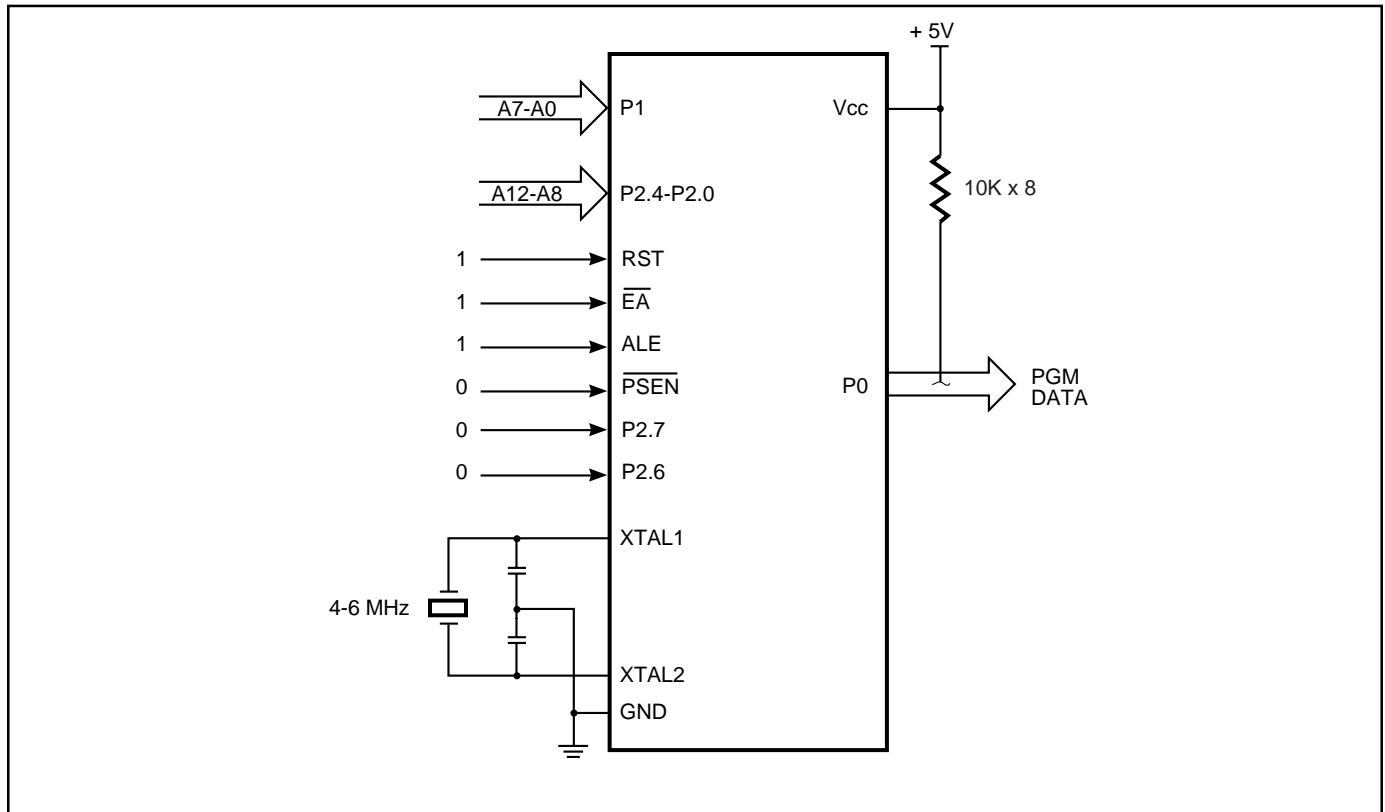 + 5V
A7-A0 P1 Vcc
10K x 8
A12-A8 P2.4-P2.0
1 RST
1 EA
1 ALE
0 PSEN
P0 PGM
DATA
0 P2.7
0 P2.6
XTAL1
4-6 MHz
XTAL2
GND